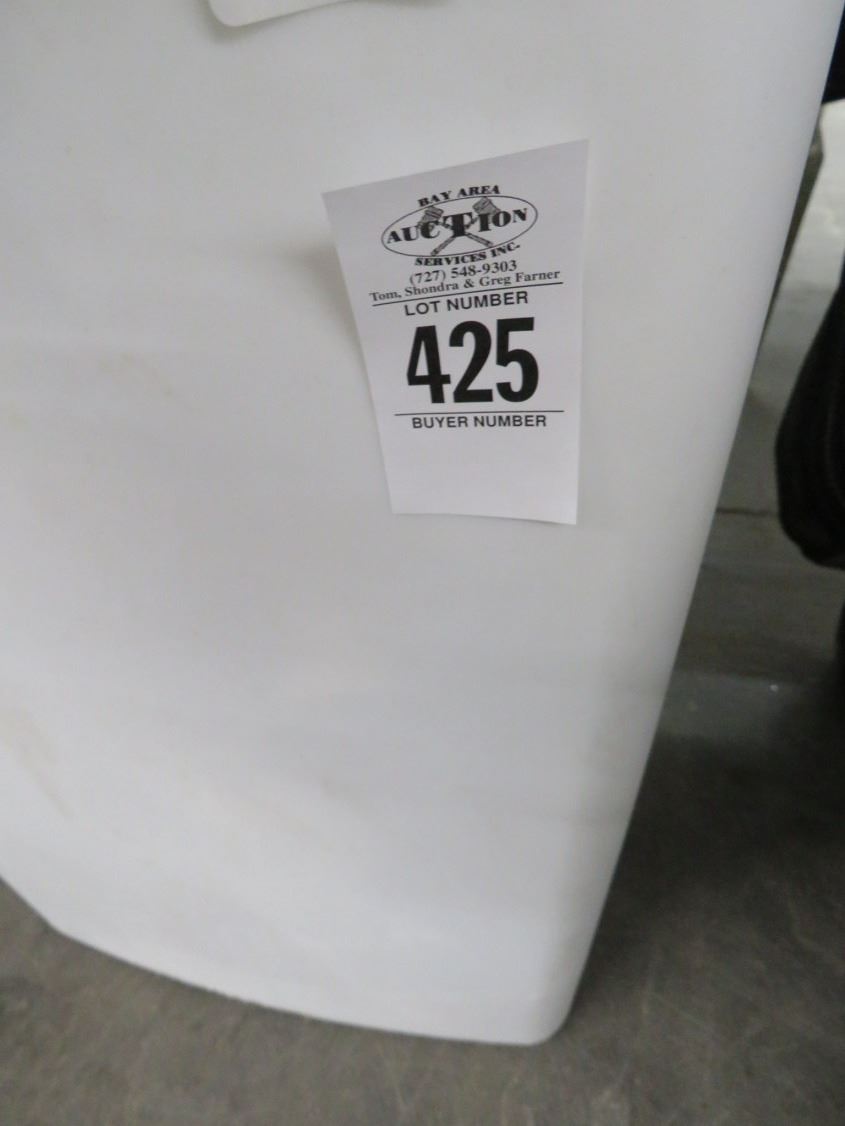 BAY AREA
AUCTION
SERVICES INC.
(727) 548-9303
Tom, Shondra & Greg Farner
LOT NUMBER
425
BUYER NUMBER